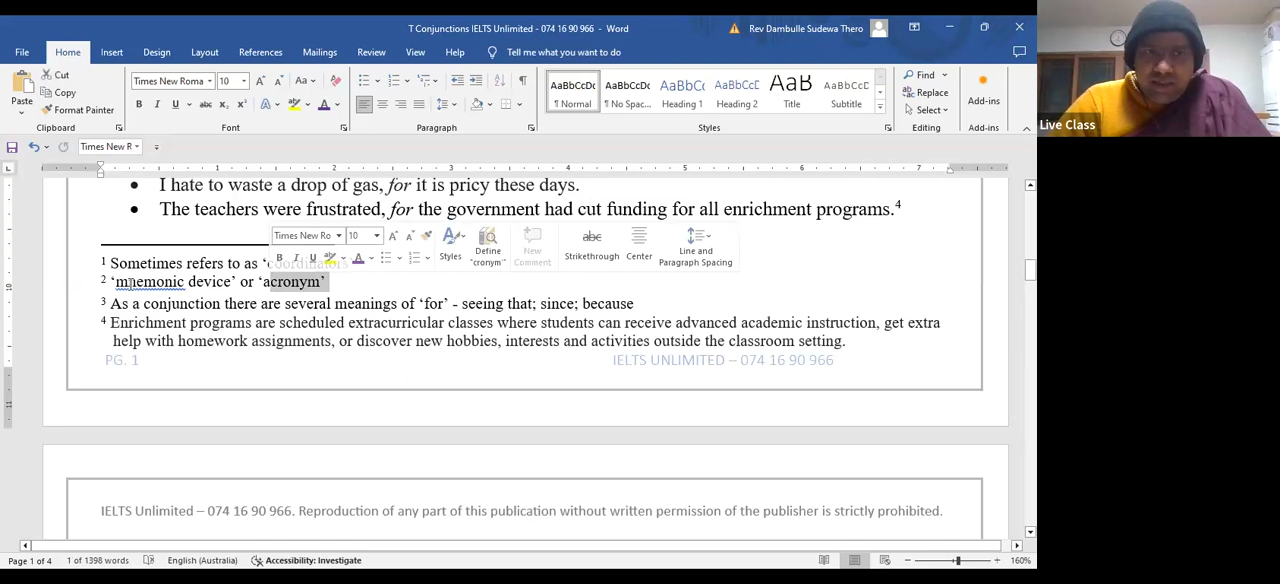 T Conjunctions IELTS Unlimited - 074 16 90 966 - Word
Rev Dambulle Sudewa Thero
File Home Insert Design Layout References Mailings Review View Help Tell me what you want to do
Paste
Cut
Copy
Format Painter
Times New Roma 10
AaBbCcDc AaBbCcDc AaBbCc AaBbCcD AaB AaBbCcD
¶ Normal ¶ No Spac... Heading 1 Heading 2 Title Subtitle
Find
Replace
Select
Add-ins
Clipboard Font Paragraph Styles Editing Add-ins
Live Class
Times New R
• I hate to waste a drop of gas, for it is pricy these days.
• The teachers were frustrated, for the government had cut funding for all enrichment programs.4
Times New Ro 10
Styles
Define "cronym"
New Comment
Strikethrough
Center
Line and Paragraph Spacing
1 Sometimes refers to as ‘coordinators’
2 ‘mnemonic device’ or ‘acronym’
3 As a conjunction there are several meanings of ‘for’ - seeing that; since; because
4 Enrichment programs are scheduled extracurricular classes where students can receive advanced academic instruction, get extra
help with homework assignments, or discover new hobbies, interests and activities outside the classroom setting.
PG. 1 IELTS UNLIMITED – 074 16 90 966
IELTS Unlimited – 074 16 90 966. Reproduction of any part of this publication without written permission of the publisher is strictly prohibited.
Page 1 of 4 1 of 1398 words English (Australia) Accessibility: Investigate 160%